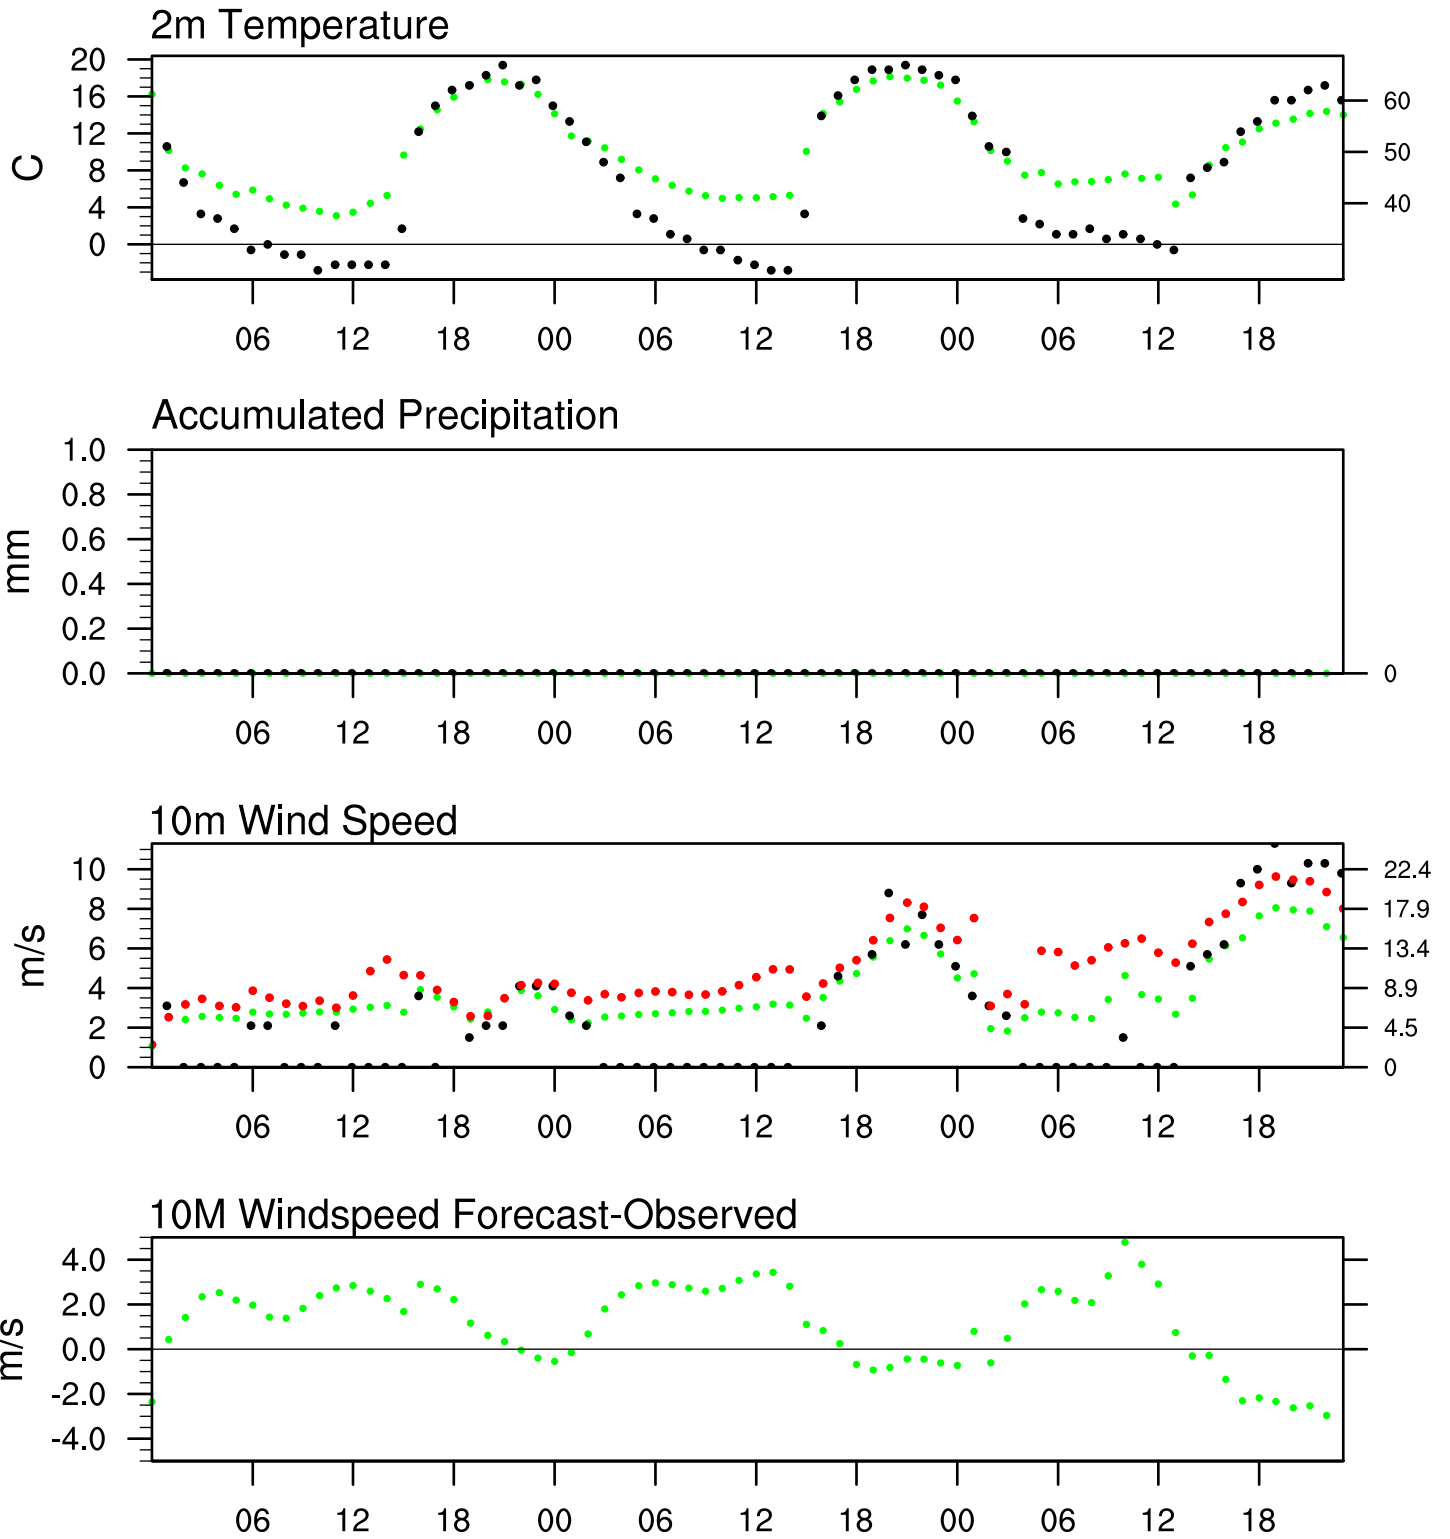 2m Temperature
20
16
12
8
4
0
C
60
50
40
06 12 18 00 06 12 18 00 06 12 18
Accumulated Precipitation
1.0
0.8
0.6
0.4
0.2
0.0
mm
0
06 12 18 00 06 12 18 00 06 12 18
10m Wind Speed
10
8
6
4
2
0
m/s
22.4
17.9
13.4
8.9
4.5
0
06 12 18 00 06 12 18 00 06 12 18
10M Windspeed Forecast-Observed
4.0
2.0
0.0
-2.0
-4.0
m/s
06 12 18 00 06 12 18 00 06 12 18